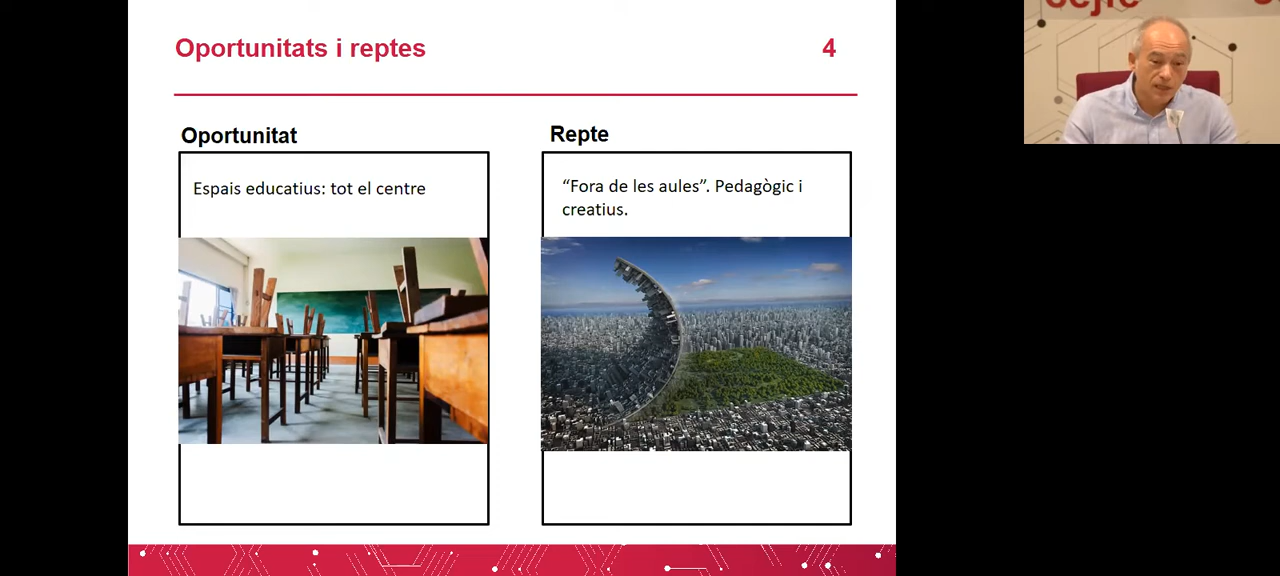 Oportunitats i reptes
4
Oportunitat
Repte
Espais educatius: tot el centre
“Fora de les aules”. Pedagògic i
creatius.